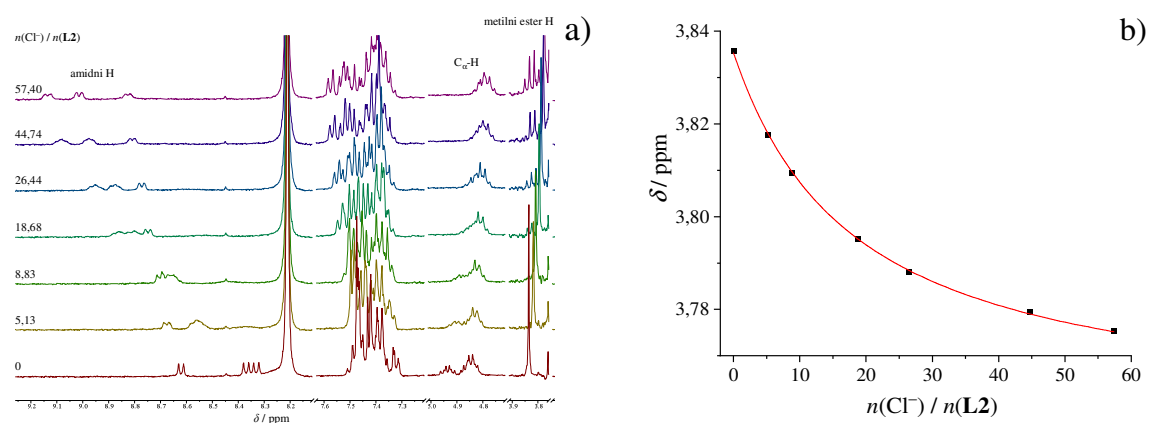 n(Cl⁻) / n(L2)
amidni H
Cα-H
metilni ester H
a)
57,40
44,74
26,44
18,68
8,83
5,13
0
9.2 9.1 9.0 8.9 8.8 8.7 8.6 8.5 8.4 8.3 8.2 7.6 7.5 7.4 7.3 5.0 4.9 4.8 3.9 3.8
δ / ppm
b)
3,84
3,82
3,80
3,78
δ / ppm
0 10 20 30 40 50 60
n(Cl⁻) / n(L2)